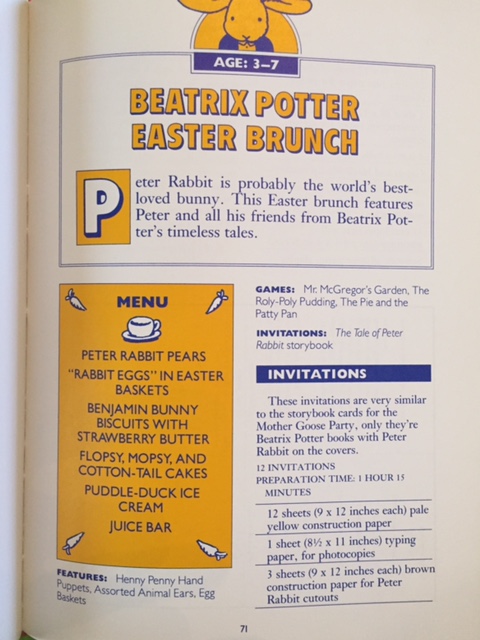 AGE: 3–7
BEATRIX POTTER
EASTER BRUNCH
Peter Rabbit is probably the world's best-
loved bunny. This Easter brunch features
Peter and all his friends from Beatrix Pot-
ter's timeless tales.
MENU
PETER RABBIT PEARS
"RABBIT EGGS" IN EASTER
BASKETS
BENJAMIN BUNNY
BISCUITS WITH
STRAWBERRY BUTTER
FLOPSY, MOPSY, AND
COTTON-TAIL CAKES
PUDDLE-DUCK ICE
CREAM
JUICE BAR
FEATURES: Henny Penny Hand
Puppets, Assorted Animal Ears, Egg
Baskets
GAMES: Mr. McGregor's Garden, The
Roly-Poly Pudding, The Pie and the
Patty Pan
INVITATIONS: The Tale of Peter
Rabbit storybook
INVITATIONS
These invitations are very similar
to the storybook cards for the
Mother Goose Party, only they're
Beatrix Potter books with Peter
Rabbit on the covers.
12 INVITATIONS
PREPARATION TIME: 1 HOUR 15
MINUTES
12 sheets (9 x 12 inches each) pale
yellow construction paper
1 sheet (8½ x 11 inches) typing
paper, for photocopies
3 sheets (9 x 12 inches each) brown
construction paper for Peter
Rabbit cutouts
71